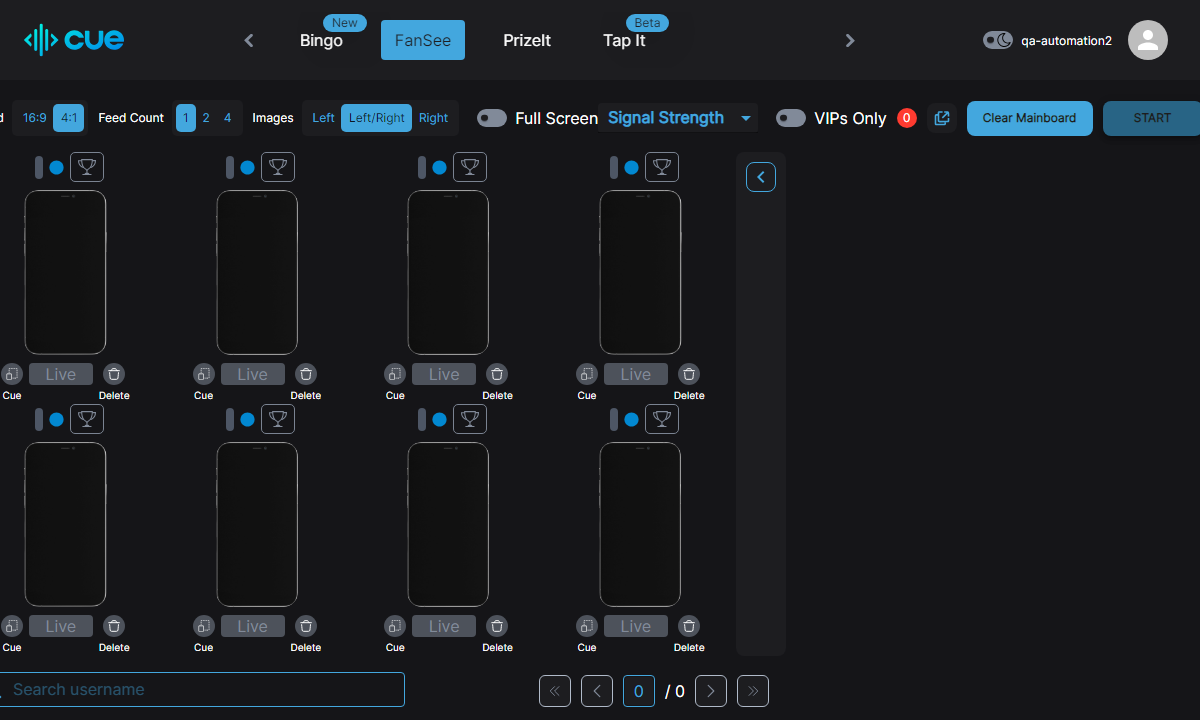 cue
Bingo New
FanSee
PrizeIt
Tap It Beta
qa-automation2
d 16:9 4:1 Feed Count 1 2 4 Images Left Left/Right Right Full Screen Signal Strength VIPs Only 0 Clear Mainboard START
Live Live Live Live
Cue Delete Cue Delete Cue Delete Cue Delete
Live Live Live Live
Cue Delete Cue Delete Cue Delete Cue Delete
Search username 0 / 0